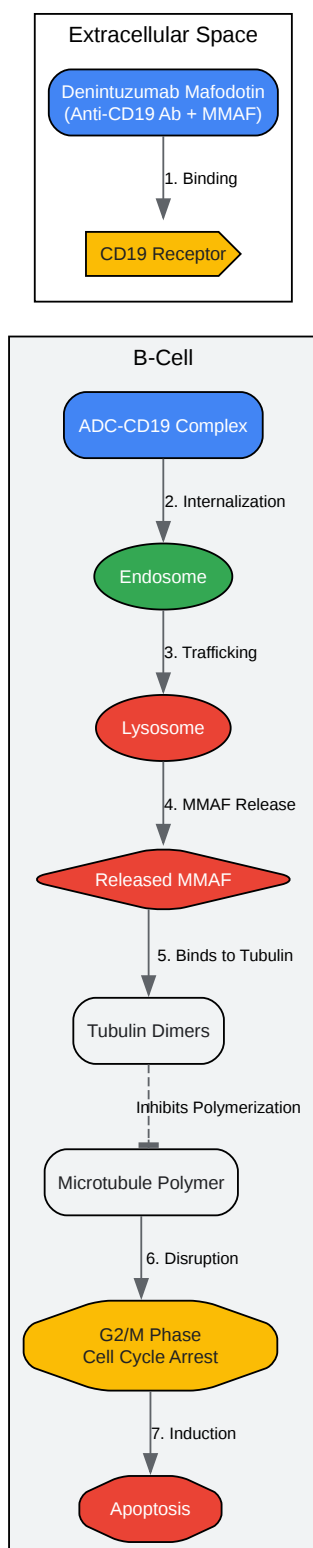 Extracellular Space
Denintuzumab Mafodotin
(Anti-CD19 Ab + MMAF)
1. Binding
CD19 Receptor
B-Cell
ADC-CD19 Complex
2. Internalization
Endosome
3. Trafficking
Lysosome
4. MMAF Release
Released MMAF
5. Binds to Tubulin
Tubulin Dimers
Inhibits Polymerization
Microtubule Polymer
6. Disruption
G2/M Phase
Cell Cycle Arrest
7. Induction
Apoptosis